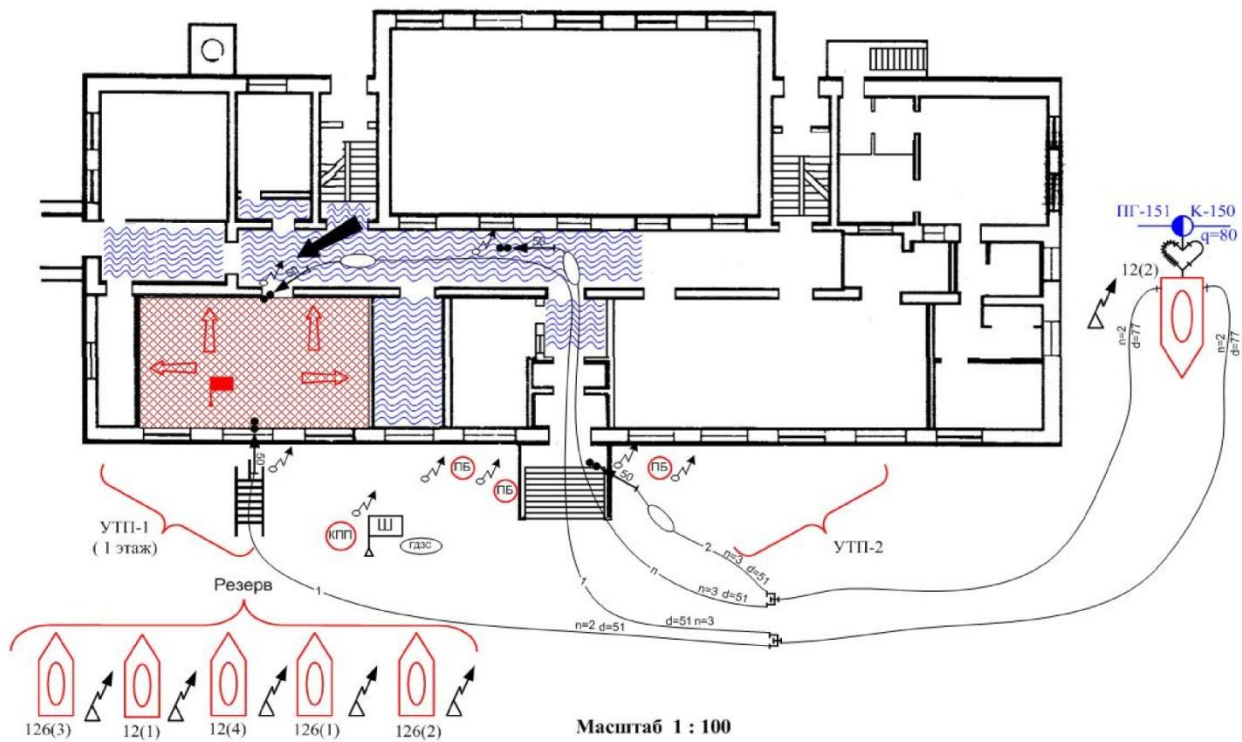 ПГ-151 К-150
q=80
12(2)
50
50
n=2
d=77
n=2
d=77
50
50
ПБ
ПБ
ПБ
УТП-1
( 1 этаж)
КПП
Ш
ГДЗС
УТП-2
2 n=3 d=51
n n=3 d=51
1
1
n=2 d=51
d=51 n=3
Резерв
126(3)
12(1)
12(4)
126(1)
126(2)
Масштаб 1 : 100